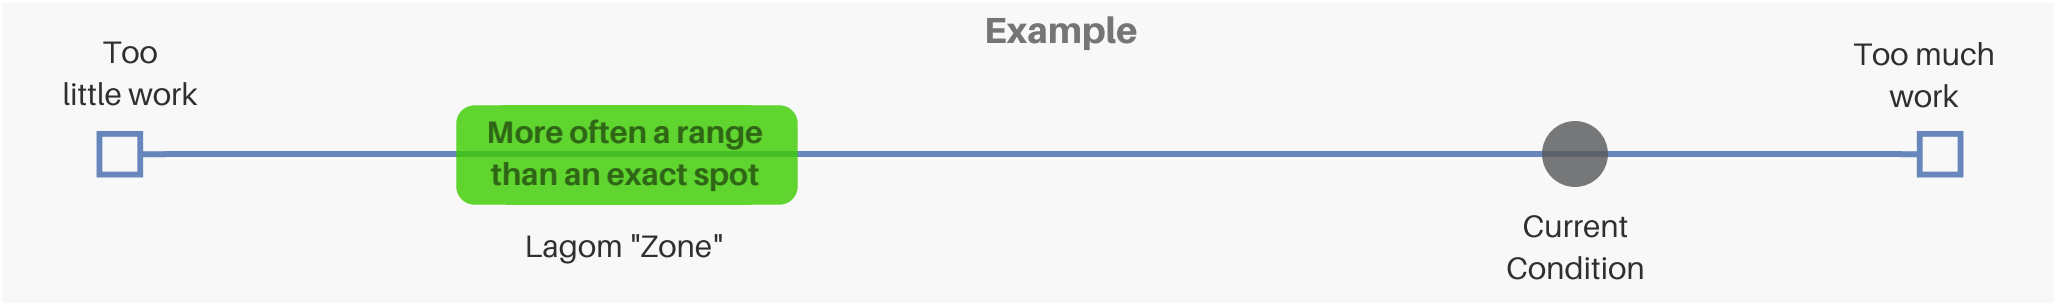 Example
Too
little work
More often a range
than an exact spot
Lagom "Zone"
Current
Condition
Too much
work